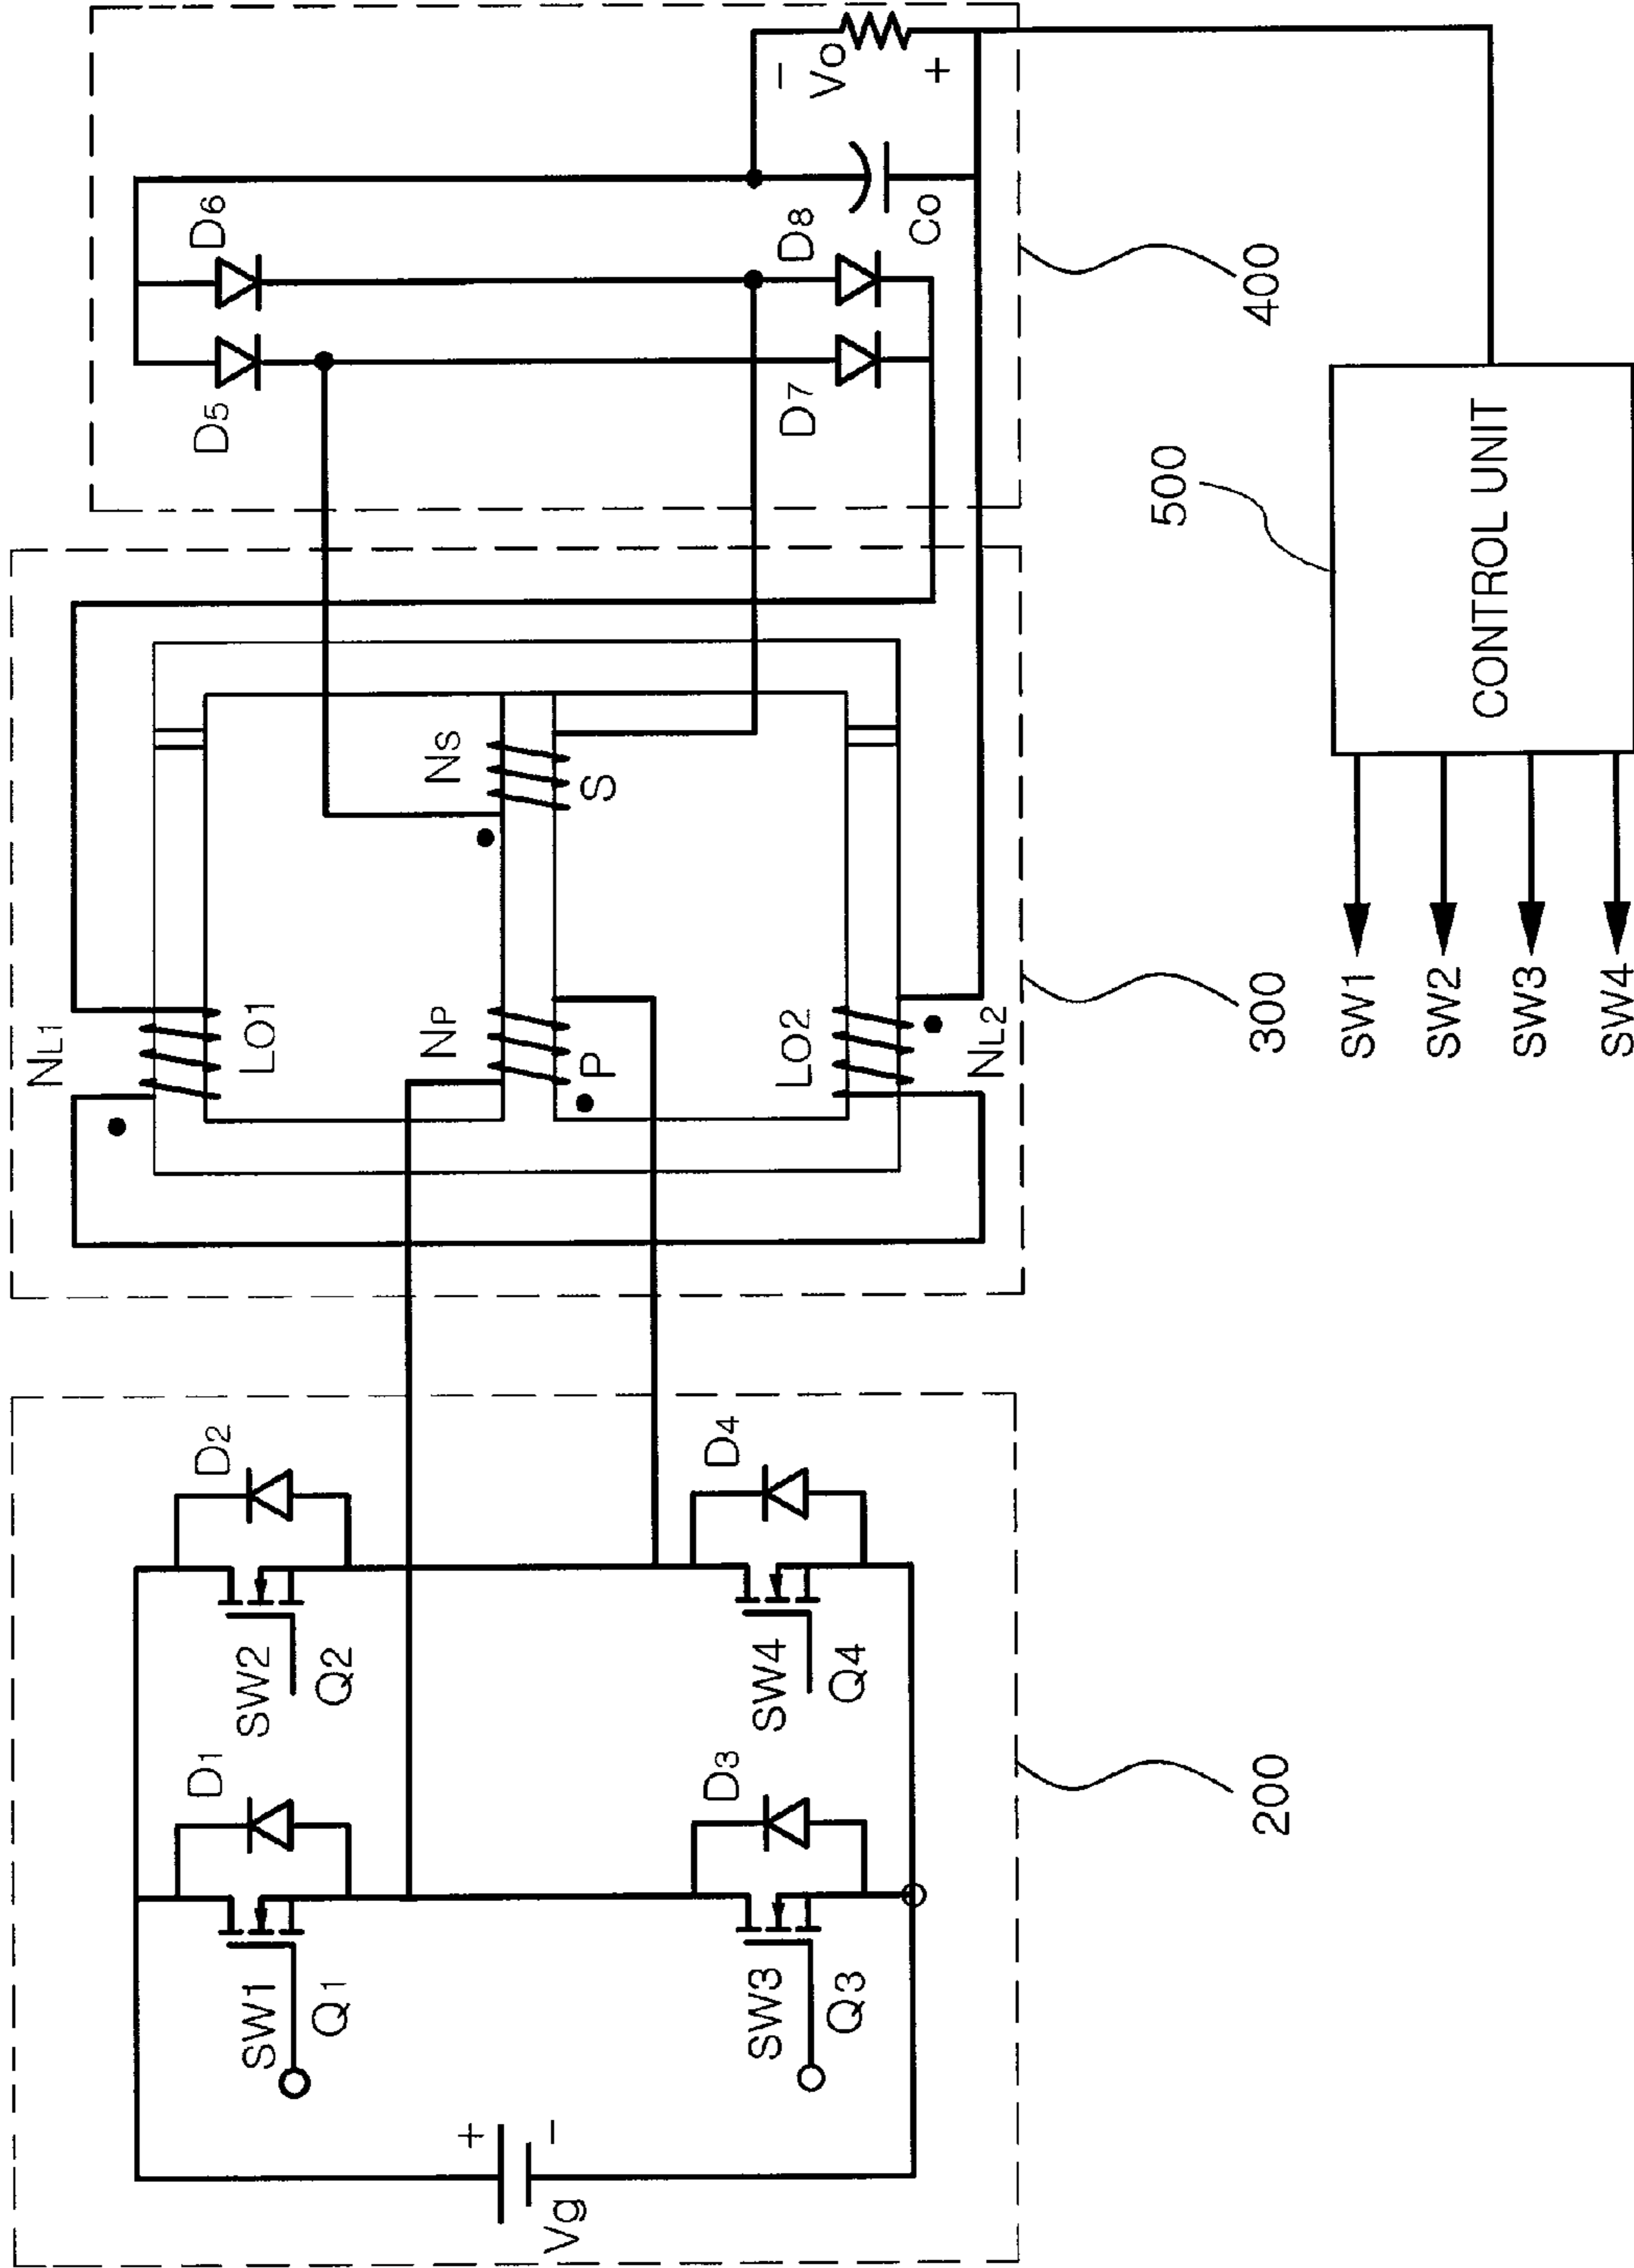 Vg
+
−
SW1
Q1
D1
SW2
Q2
D2
SW3
Q3
D3
SW4
Q4
D4
200
NL1
LO1
NP
P
NS
S
LO2
NL2
300
D5
D6
D7
D8
Co
−
Vo
+
400
500
CONTROL UNIT
SW1
SW2
SW3
SW4